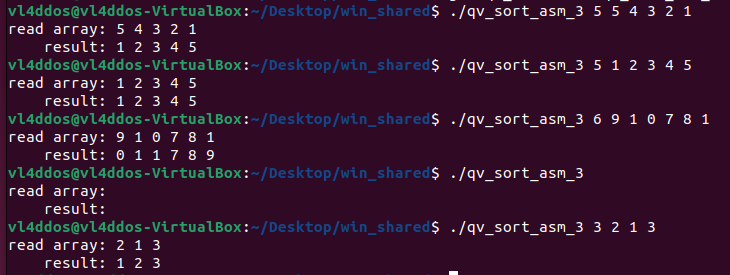 vl4ddos@vl4ddos-VirtualBox:~/Desktop/win_shared$ ./qv_sort_asm_3 5 5 4 3 2 1
read array: 5 4 3 2 1
    result: 1 2 3 4 5
vl4ddos@vl4ddos-VirtualBox:~/Desktop/win_shared$ ./qv_sort_asm_3 5 1 2 3 4 5
read array: 1 2 3 4 5
    result: 1 2 3 4 5
vl4ddos@vl4ddos-VirtualBox:~/Desktop/win_shared$ ./qv_sort_asm_3 6 9 1 0 7 8 1
read array: 9 1 0 7 8 1
    result: 0 1 1 7 8 9
vl4ddos@vl4ddos-VirtualBox:~/Desktop/win_shared$ ./qv_sort_asm_3
read array:
    result:
vl4ddos@vl4ddos-VirtualBox:~/Desktop/win_shared$ ./qv_sort_asm_3 3 2 1 3
read array: 2 1 3
    result: 1 2 3